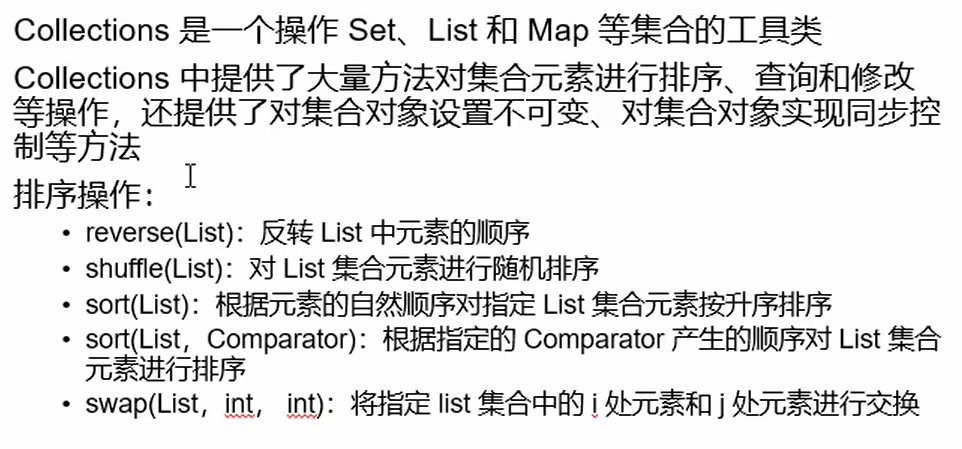 Collections 是一个操作 Set、List 和 Map 等集合的工具类
Collections 中提供了大量方法对集合元素进行排序、查询和修改
等操作，还提供了对集合对象设置不可变、对集合对象实现同步控
制等方法
排序操作：
• reverse(List)：反转 List 中元素的顺序
• shuffle(List)：对 List 集合元素进行随机排序
• sort(List)：根据元素的自然顺序对指定 List 集合元素按升序排序
• sort(List，Comparator)：根据指定的 Comparator 产生的顺序对 List 集合
元素进行排序
• swap(List，int， int)：将指定 list 集合中的 i 处元素和 j 处元素进行交换